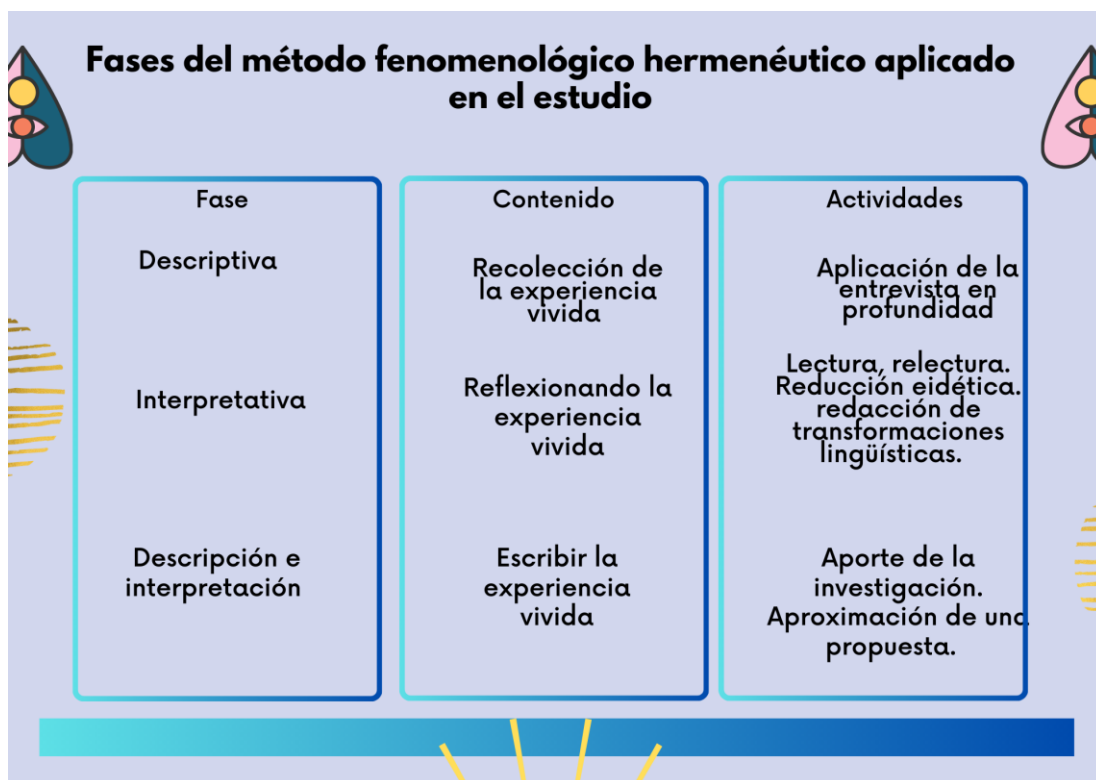 Fases del método fenomenológico hermenéutico aplicado
en el estudio
Fase
Contenido
Actividades
Descriptiva
Recolección de
la experiencia
vivida
Aplicación de la
entrevista en
profundidad
Interpretativa
Reflexionando la
experiencia
vivida
Lectura, relectura.
Reducción eidética.
redacción de
transformaciones
lingüísticas.
Descripción e
interpretación
Escribir la
experiencia
vivida
Aporte de la
investigación.
Aproximación de una
propuesta.